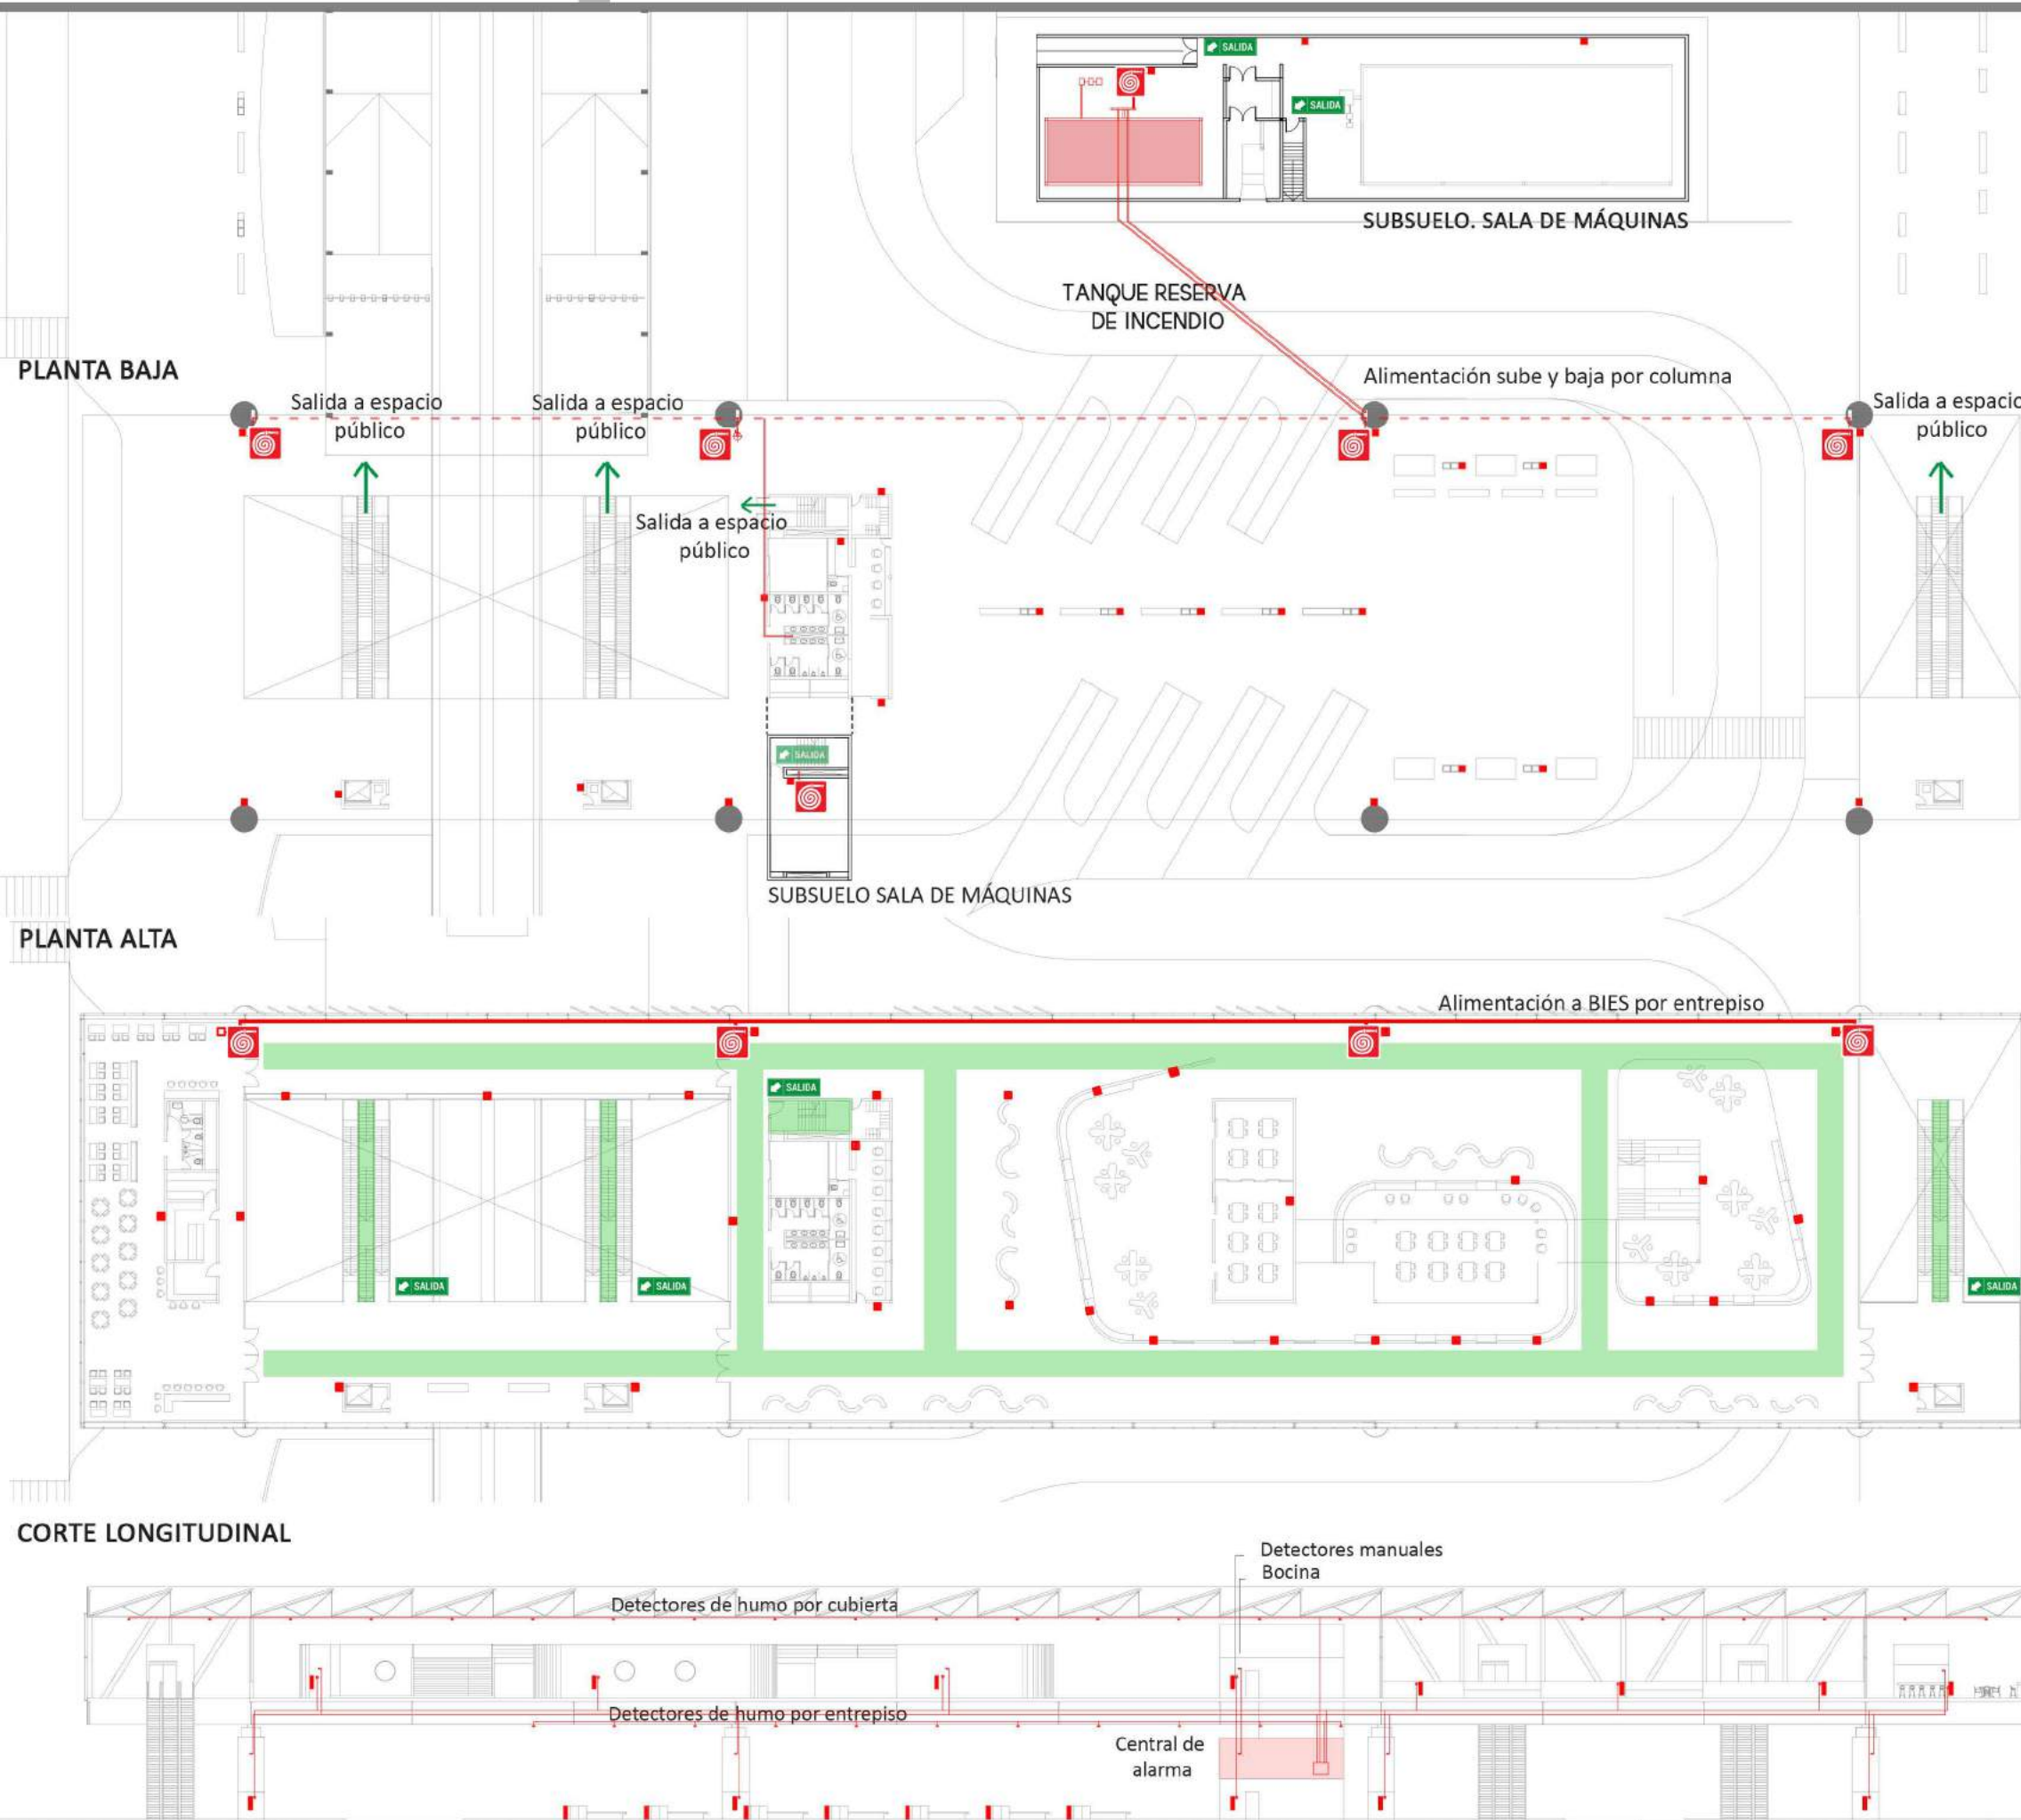 SALIDA
SALIDA
SUBSUELO. SALA DE MÁQUINAS
TANQUE RESERVA
DE INCENDIO
PLANTA BAJA
Alimentación sube y baja por columna
Salida a espacio
público
Salida a espacio
público
Salida a espacio
público
Salida a espacio
público
SALIDA
SUBSUELO SALA DE MÁQUINAS
PLANTA ALTA
Alimentación a BIES por entrepiso
SALIDA
SALIDA
SALIDA
SALIDA
CORTE LONGITUDINAL
Detectores manuales
Bocina
Detectores de humo por cubierta
Detectores de humo por entrepiso
Central de
alarma